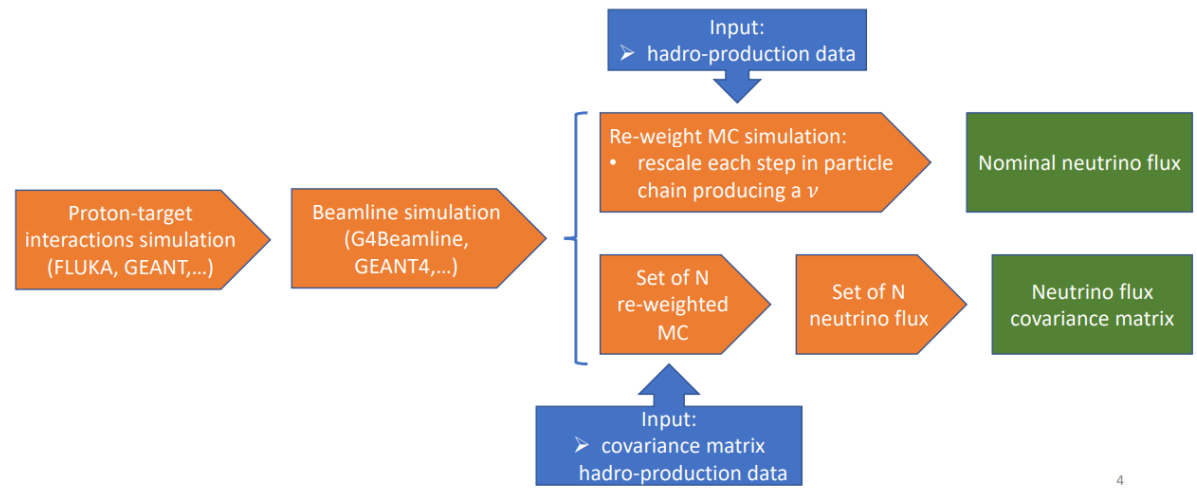 Input:
➢ hadro-production data
Re-weight MC simulation:
• rescale each step in particle
chain producing a ν
Nominal neutrino flux
Proton-target
interactions simulation
(FLUKA, GEANT,...)
Beamline simulation
(G4Beamline,
GEANT4,...)
Set of N
re-weighted
MC
Set of N
neutrino flux
Neutrino flux
covariance matrix
Input:
➢ covariance matrix
hadro-production data
4